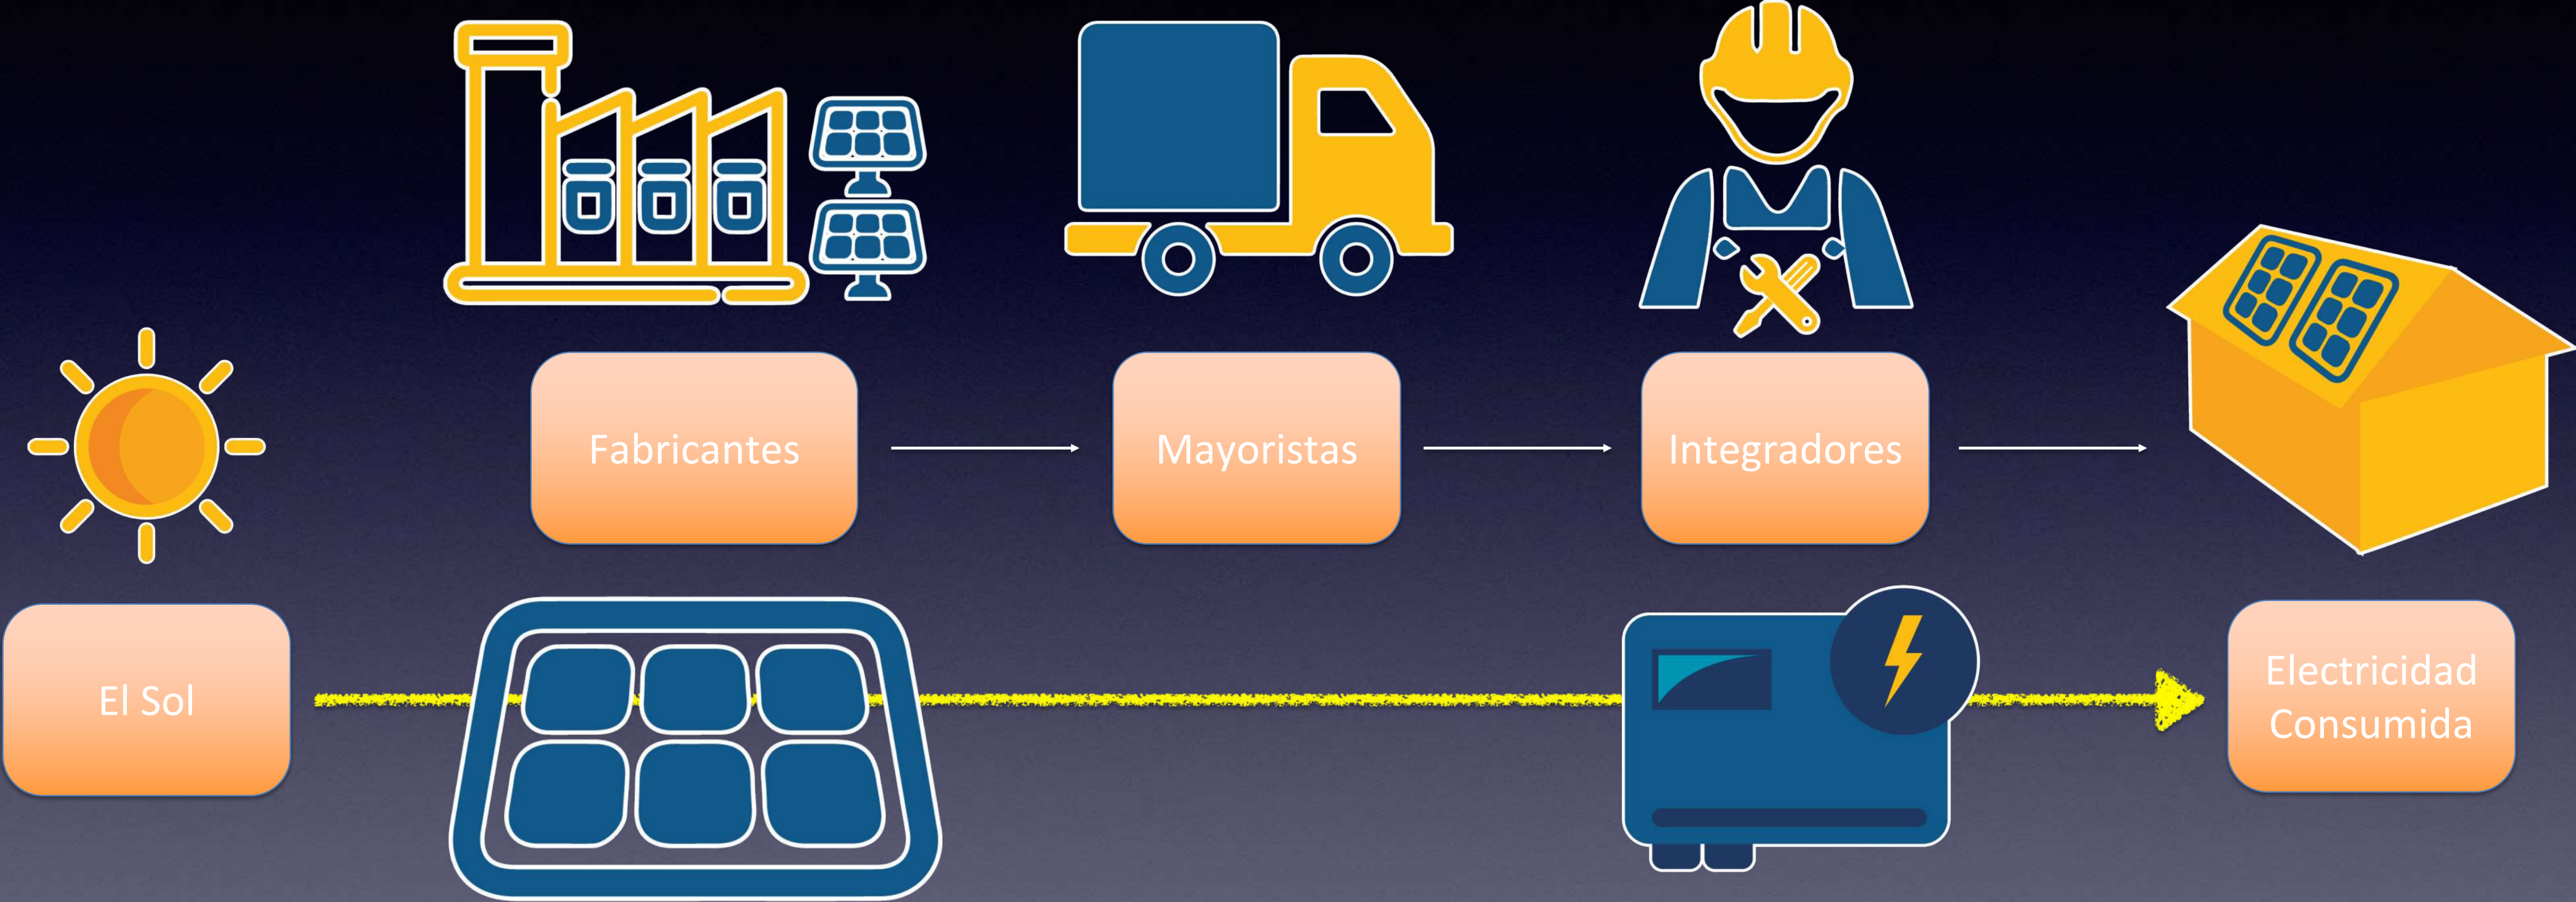 Fabricantes
Mayoristas
Integradores
El Sol
Electricidad
Consumida